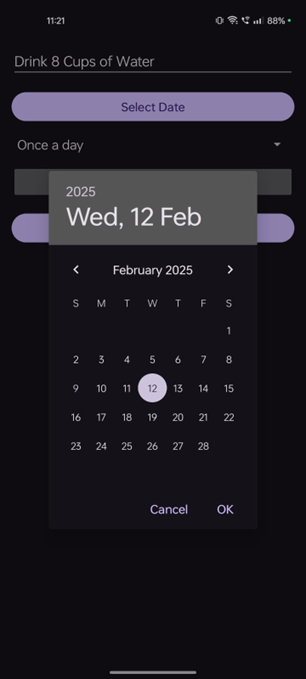 11:21
88%
Drink 8 Cups of Water
Select Date
Once a day
2025
Wed, 12 Feb
February 2025
S M T W T F S
1
2 3 4 5 6 7 8
9 10 11 12 13 14 15
16 17 18 19 20 21 22
23 24 25 26 27 28
Cancel OK